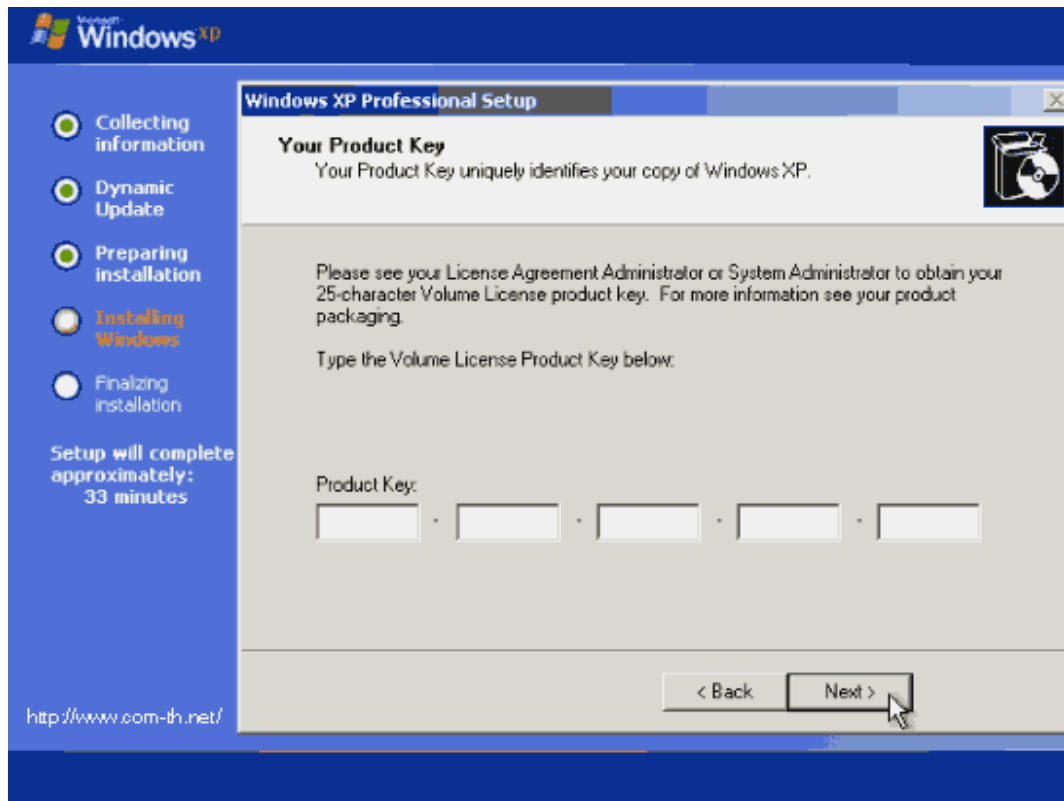 Microsoft
Windows xp
Collecting
information
Dynamic
Update
Preparing
installation
Installing
Windows
Finalizing
installation
Setup will complete
approximately:
33 minutes
http://www.com-th.net/
Windows XP Professional Setup
Your Product Key
Your Product Key uniquely identifies your copy of Windows XP.
Please see your License Agreement Administrator or System Administrator to obtain your
25-character Volume License product key. For more information see your product
packaging.
Type the Volume License Product Key below:
Product Key:
- - - -
< Back Next >